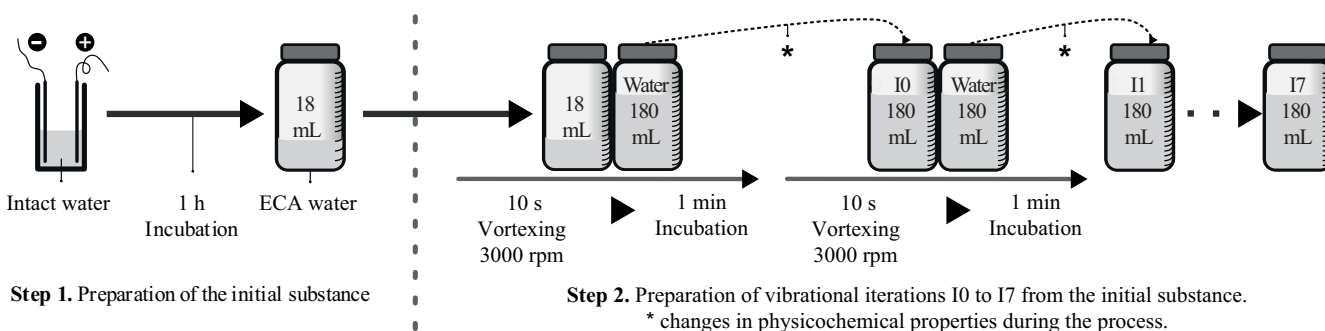 − +
18
mL
18
mL
Water
180
mL
*
I0
180
mL
Water
180
mL
*
I1
180
mL
I7
180
mL
Intact water
1 h
Incubation
ECA water
10 s
Vortexing
3000 rpm
1 min
Incubation
10 s
Vortexing
3000 rpm
1 min
Incubation
Step 1. Preparation of the initial substance
Step 2. Preparation of vibrational iterations I0 to I7 from the initial substance.
* changes in physicochemical properties during the process.